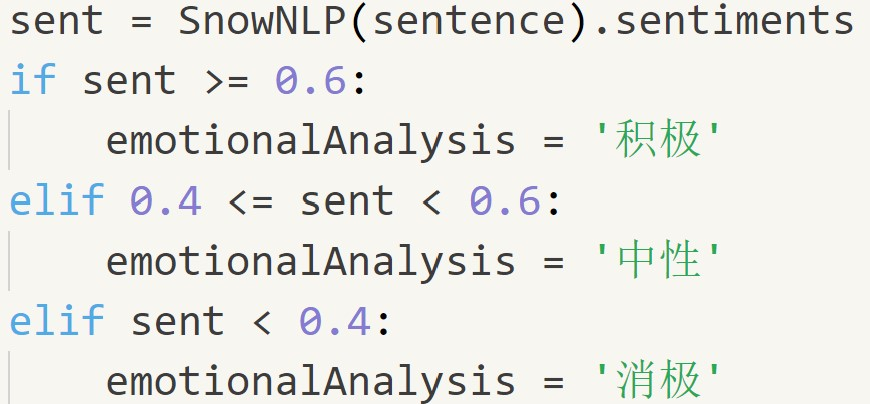 sent = SnowNLP(sentence).sentiments
if sent >= 0.6:
    emotionalAnalysis = '积极'
elif 0.4 <= sent < 0.6:
    emotionalAnalysis = '中性'
elif sent < 0.4:
    emotionalAnalysis = '消极'